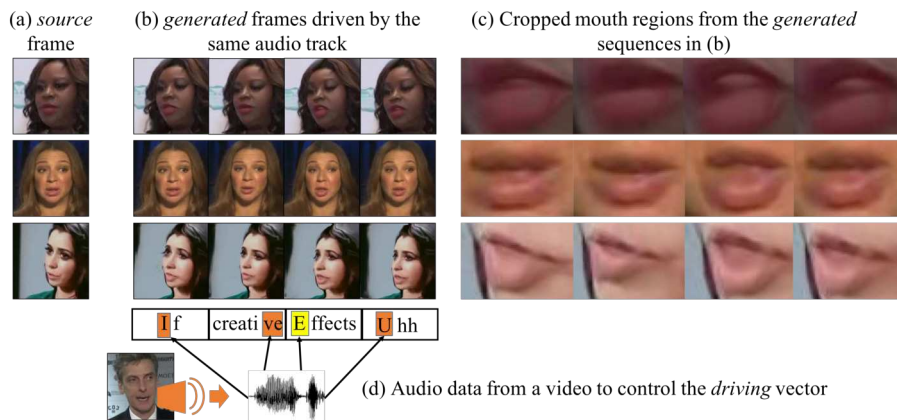 (a) source
frame
(b) generated frames driven by the
same audio track
(c) Cropped mouth regions from the generated
sequences in (b)
I f
creati ve
E ffects
U hh
(d) Audio data from a video to control the driving vector